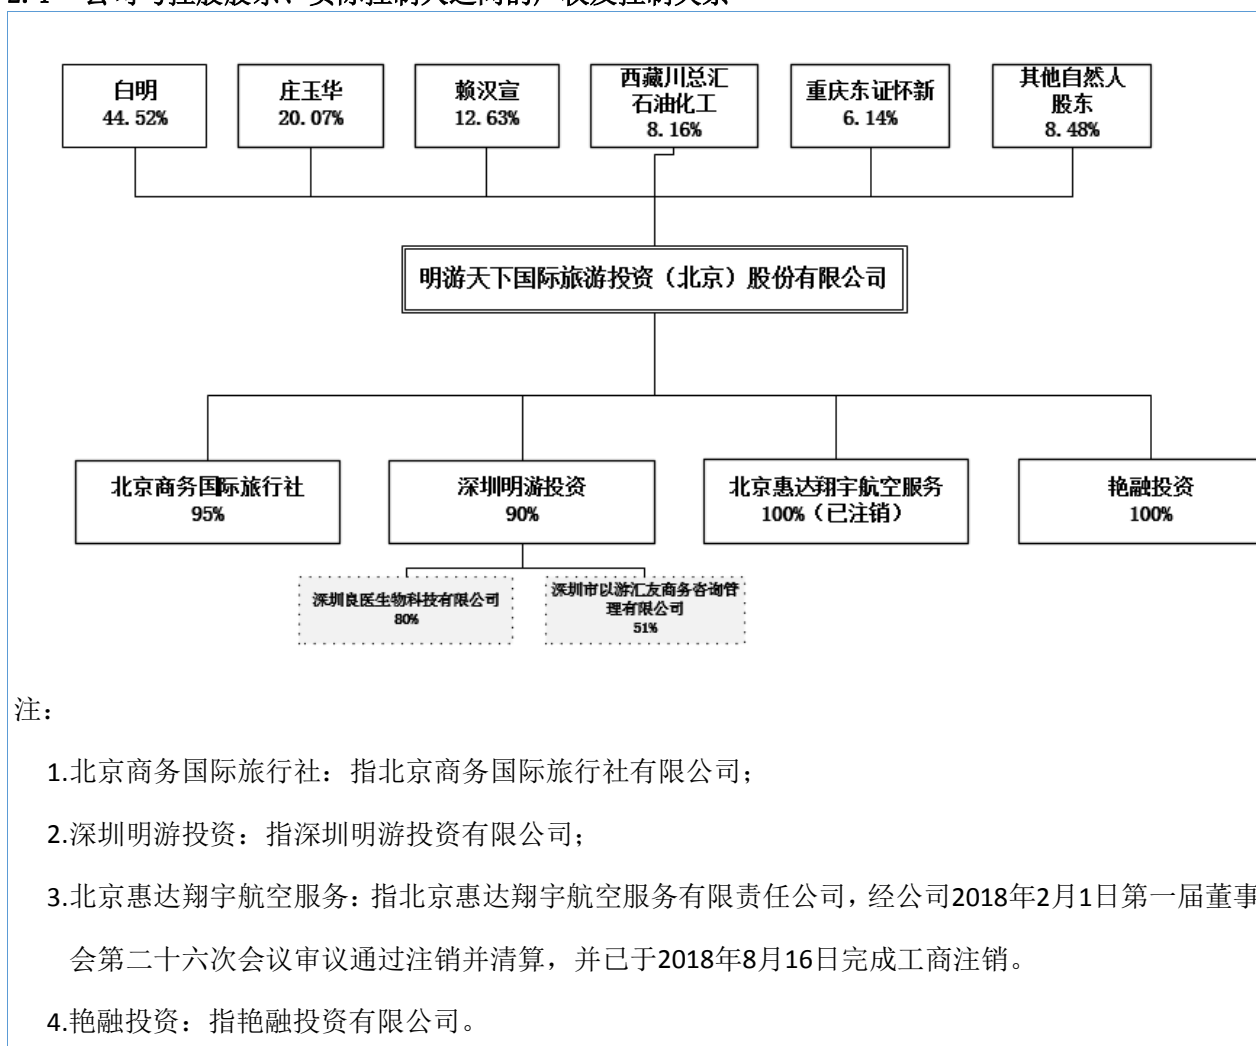 白明
44.52%
庄玉华
20.07%
赖汉宣
12.63%
西藏川总汇
石油化工
8.16%
重庆东证怀新
6.14%
其他自然人
股东
8.48%
明游天下国际旅游投资（北京）股份有限公司
北京商务国际旅行社
95%
深圳明游投资
90%
北京惠达翔宇航空服务
100%（已注销）
艳融投资
100%
深圳良医生物科技有限公司
80%
深圳市以游汇友商务咨询管
理有限公司
51%
注：
1.北京商务国际旅行社：指北京商务国际旅行社有限公司；
2.深圳明游投资：指深圳明游投资有限公司；
3.北京惠达翔宇航空服务：指北京惠达翔宇航空服务有限责任公司，经公司2018年2月1日第一届董事
会第二十六次会议审议通过注销并清算，并已于2018年8月16日完成工商注销。
4.艳融投资：指艳融投资有限公司。